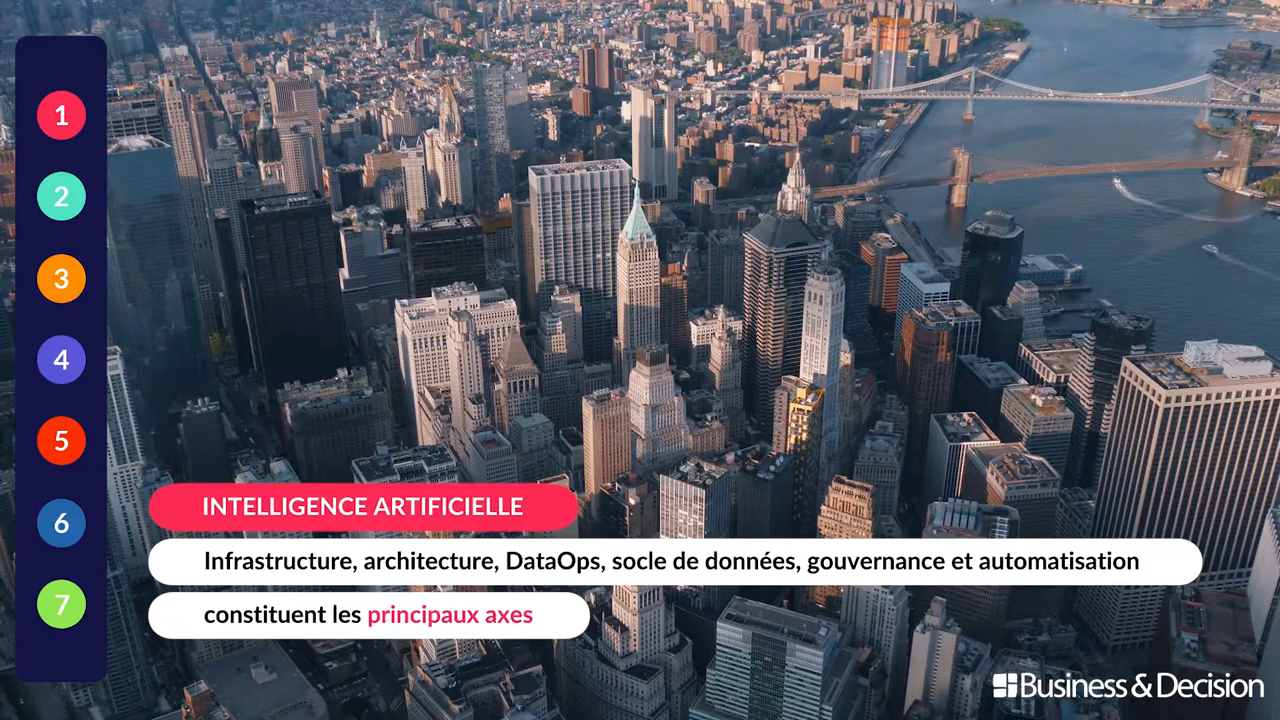 1
2
3
4
5
6
7
INTELLIGENCE ARTIFICIELLE
Infrastructure, architecture, DataOps, socle de données, gouvernance et automatisation
constituent les principaux axes
Business & Decision